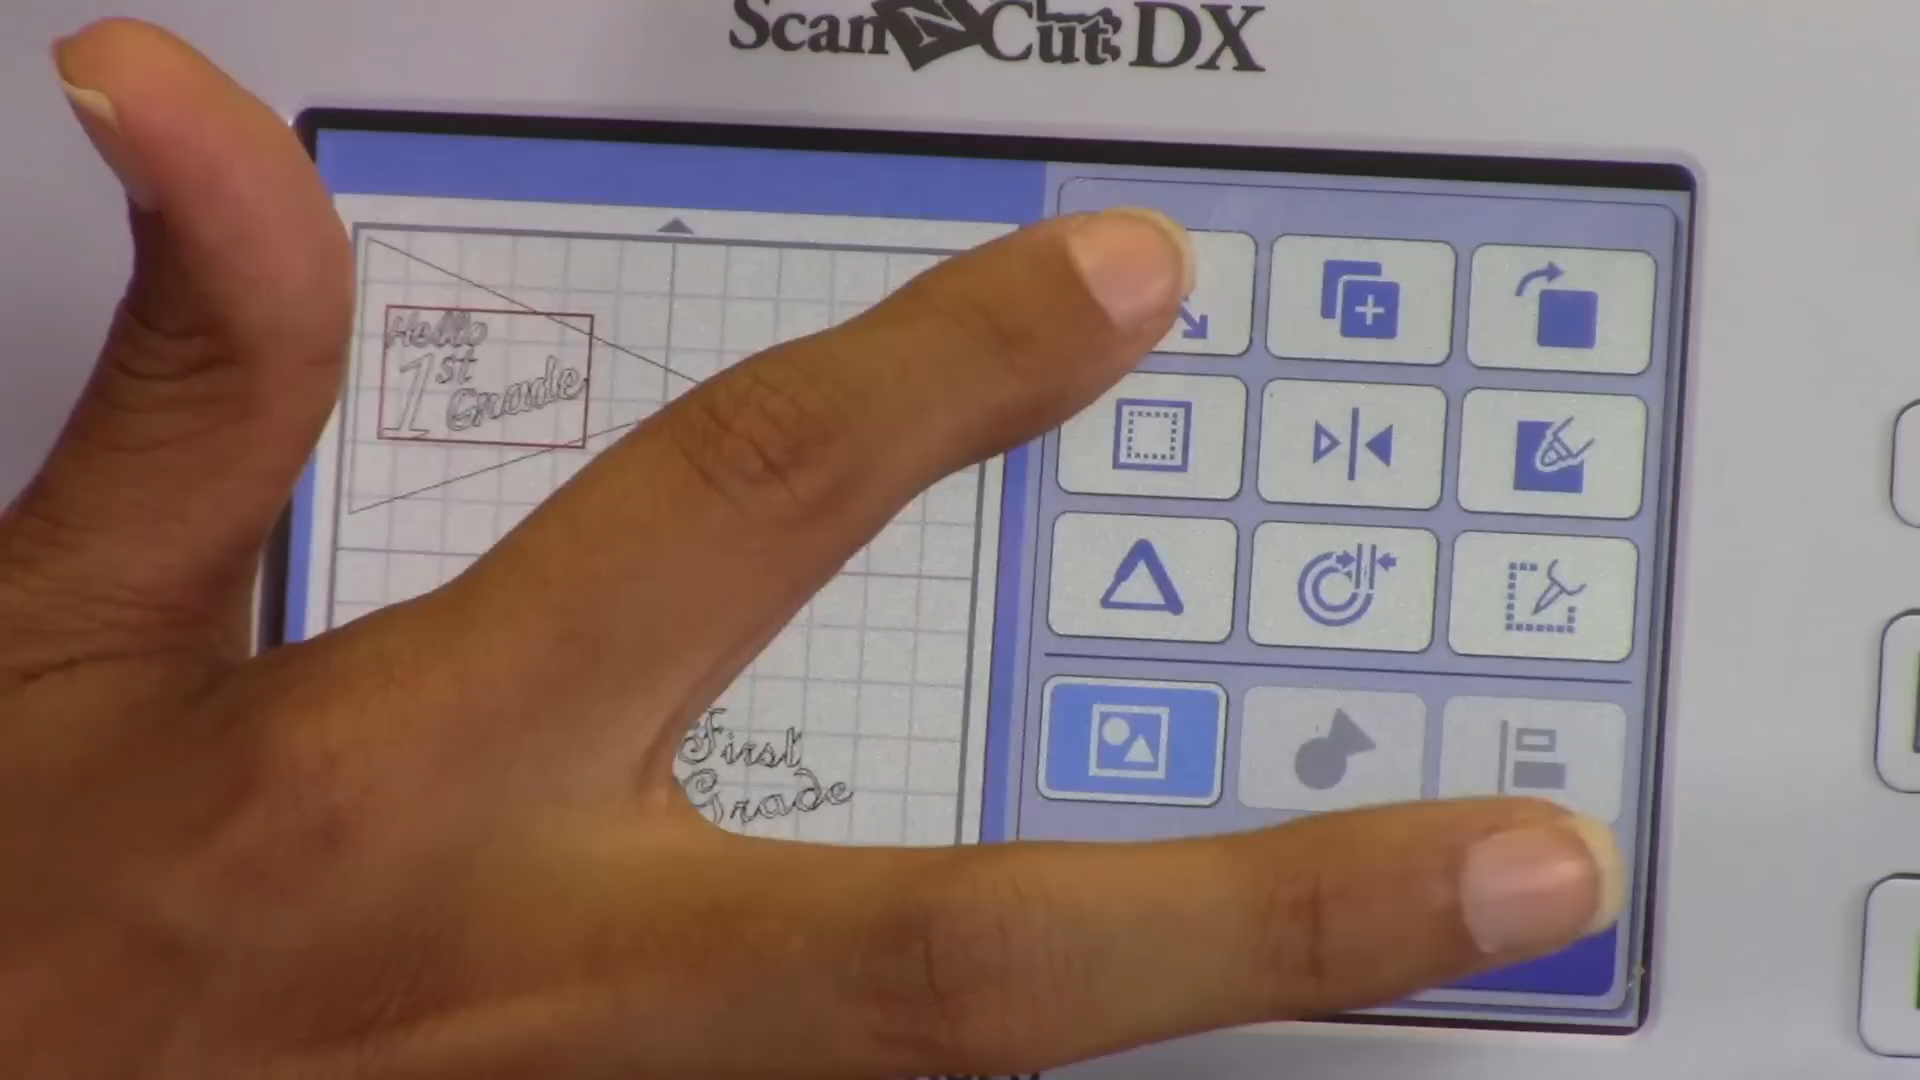 ScanNCut DX
Hello
1st
Grade
First
Grade